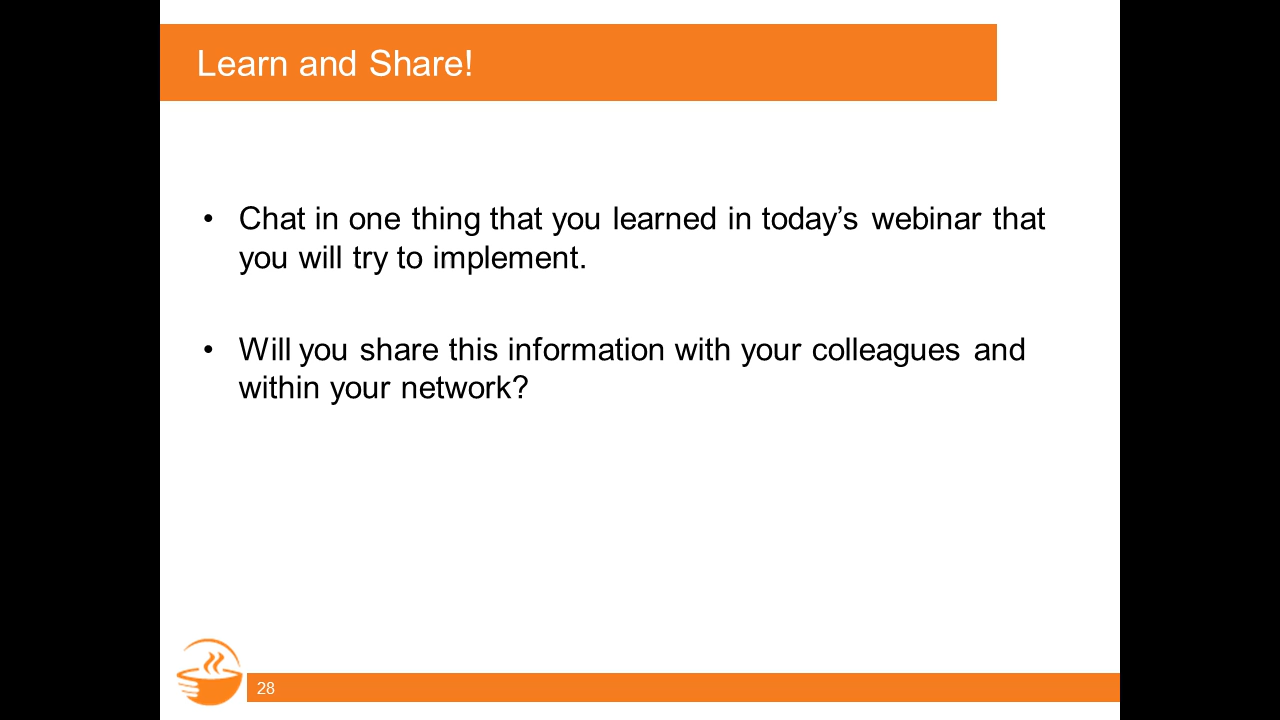 Learn and Share!
• Chat in one thing that you learned in today’s webinar that
you will try to implement.
• Will you share this information with your colleagues and
within your network?
28